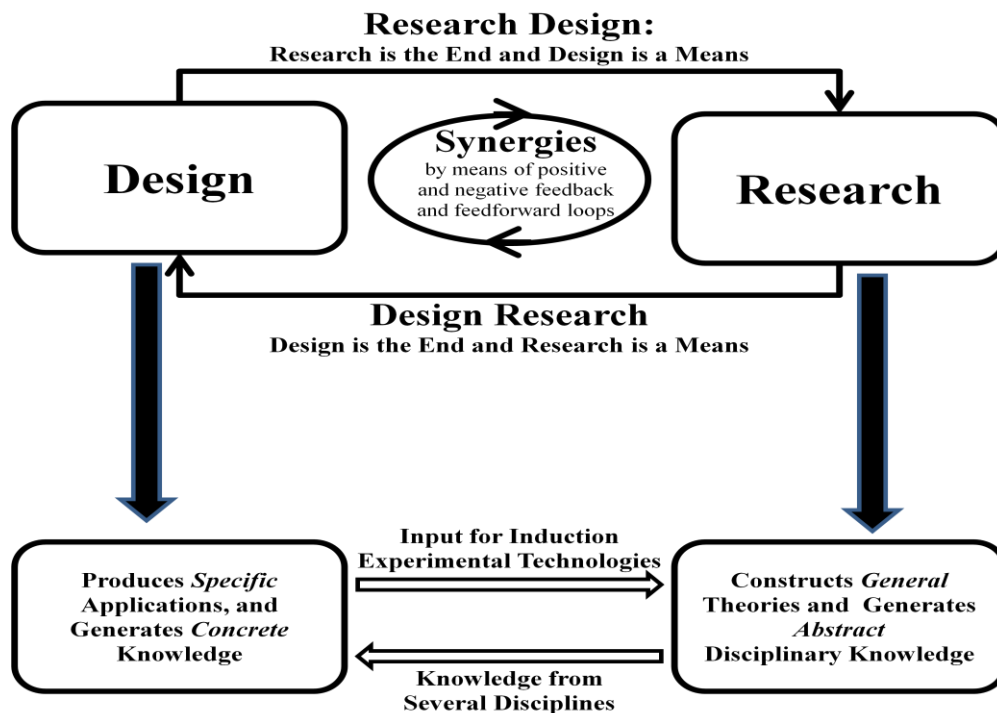 Research Design:
Research is the End and Design is a Means
Design
Synergies
by means of positive
and negative feedback
and feedforward loops
Research
Design Research
Design is the End and Research is a Means
Input for Induction
Experimental Technologies
Produces Specific
Applications, and
Generates Concrete
Knowledge
Constructs General
Theories and Generates
Abstract
Disciplinary Knowledge
Knowledge from
Several Disciplines